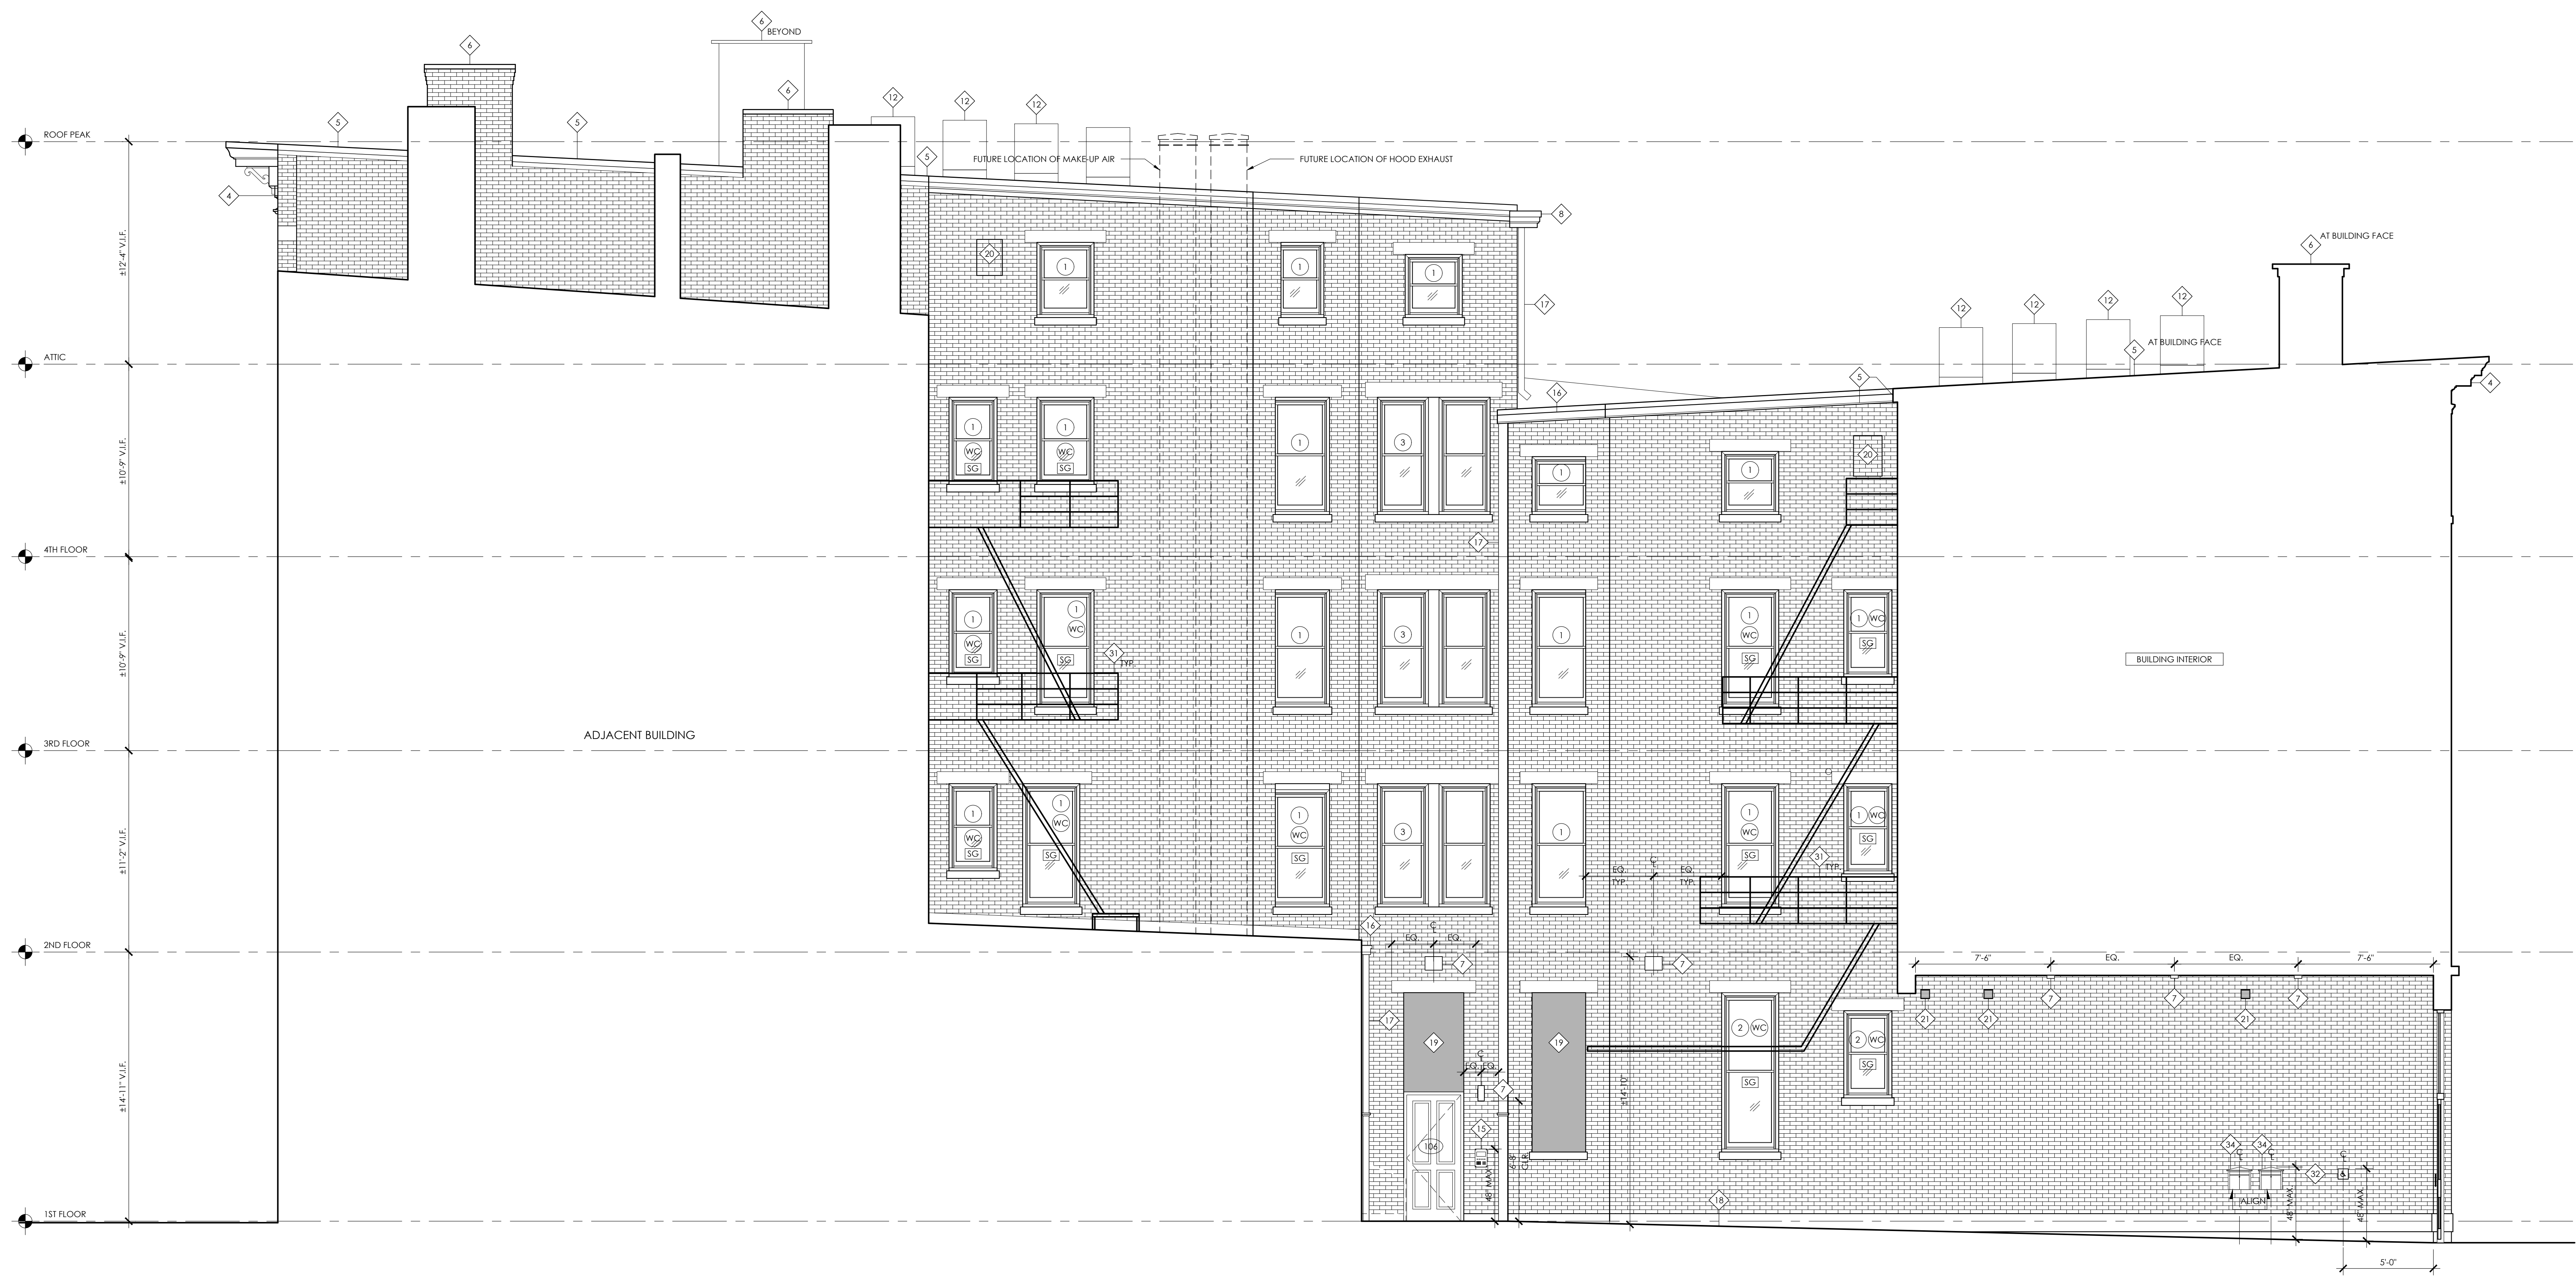 6
BEYOND
6
6
12
12
12
5
5
ROOF PEAK
5
FUTURE LOCATION OF MAKE-UP AIR
FUTURE LOCATION OF HOOD EXHAUST
4
8
±12'-4" V.I.F.
20
1
1
1
17
6
AT BUILDING FACE
12
12
12
12
5
AT BUILDING FACE
ATTIC
5
4
16
1
WC
SG
1
WC
SG
1
3
1
1
20
±10'-9" V.I.F.
17
4TH FLOOR
1
WC
SG
1
WC
SG
1
3
1
1
WC
SG
1
WC
SG
31
TYP.
BUILDING INTERIOR
±10'-9" V.I.F.
ADJACENT BUILDING
3RD FLOOR
1
WC
SG
1
WC
SG
1
WC
SG
3
1
1
WC
SG
1
WC
SG
31
TYP.
EQ.
TYP.
EQ.
TYP.
±11'-2" V.I.F.
16
EQ.
EQ.
2ND FLOOR
7
7
7'-6"
EQ.
EQ.
7'-6"
7
7
7
21
21
21
17
19
19
2
WC
SG
2
WC
SG
EQ.
EQ.
7
±14'-11" V.I.F.
±14'-10"
15
106
48" MAX.
6'-8"
CLR.
34
34
32
ALIGN
48" MAX.
48" MAX.
18
1ST FLOOR
5'-0"